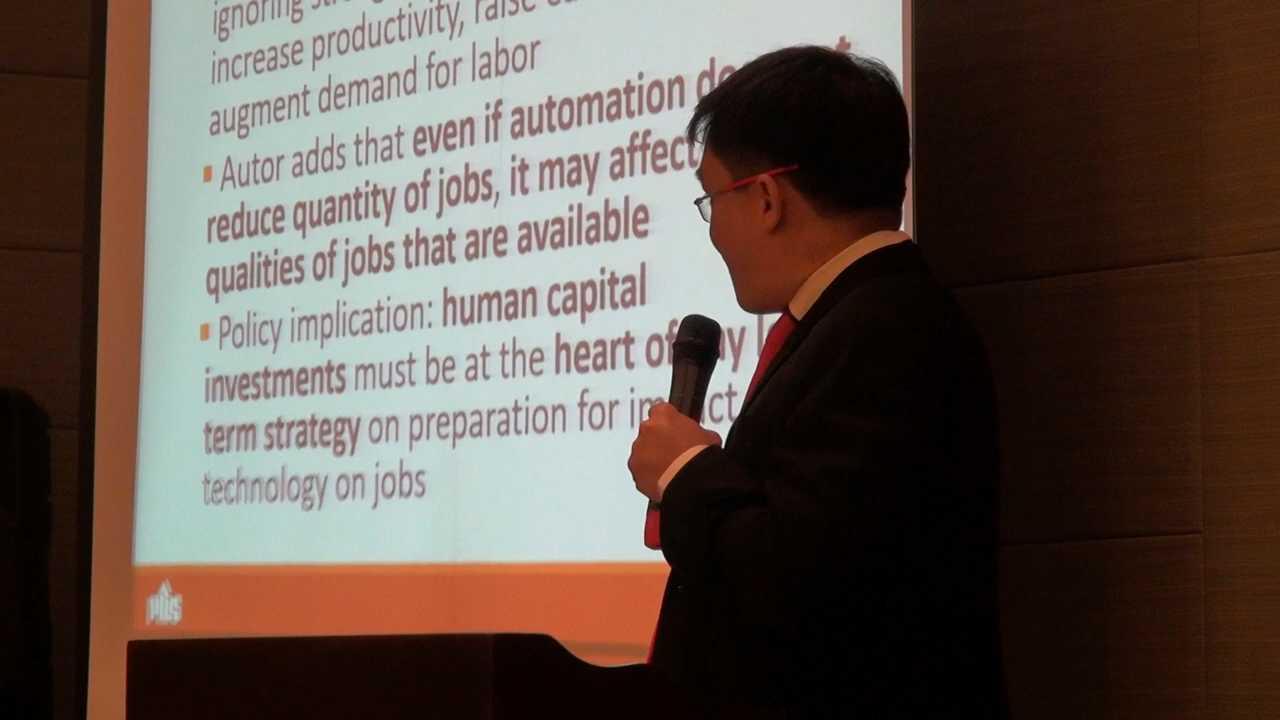 ignoring
increase productivity, raise
augment demand for labor
Autor adds that even if automation
reduce quantity of jobs, it may affect
qualities of jobs that are available
Policy implication: human capital
investments must be at the heart of
term strategy on preparation for
technology on jobs